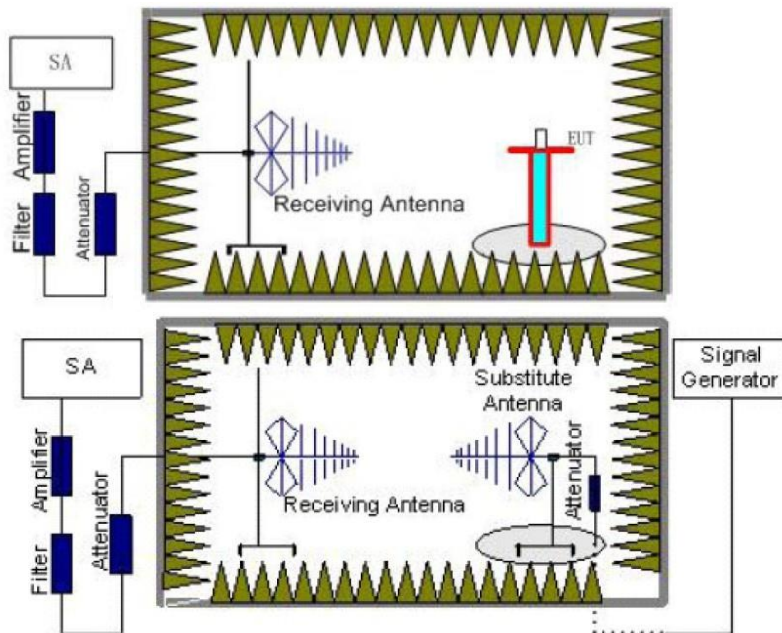 SA
Amplifier
Filter
Attenuator
Receiving Antenna
EUT
SA
Amplifier
Filter
Attenuator
Receiving Antenna
Substitute
Antenna
Attenuator
Signal
Generator